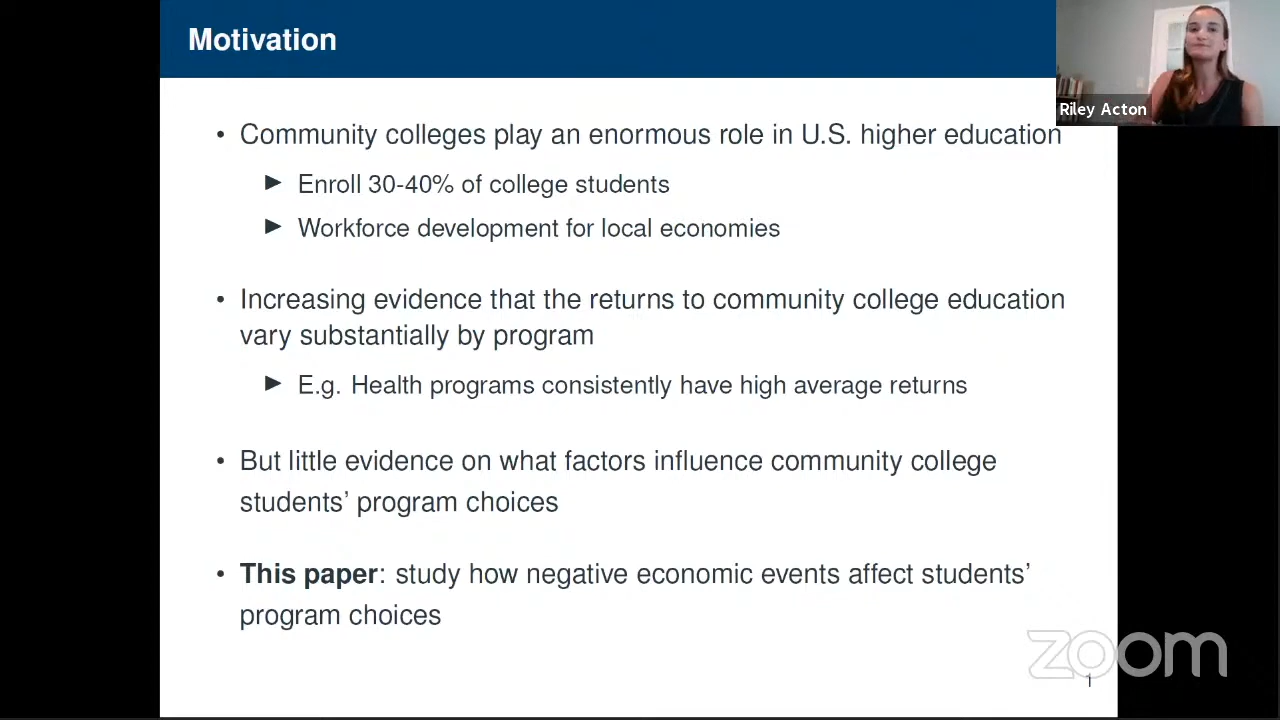 Motivation
Riley Acton
• Community colleges play an enormous role in U.S. higher education
► Enroll 30-40% of college students
► Workforce development for local economies
• Increasing evidence that the returns to community college education
vary substantially by program
► E.g. Health programs consistently have high average returns
• But little evidence on what factors influence community college
students’ program choices
• This paper: study how negative economic events affect students’
program choices
zoom
1